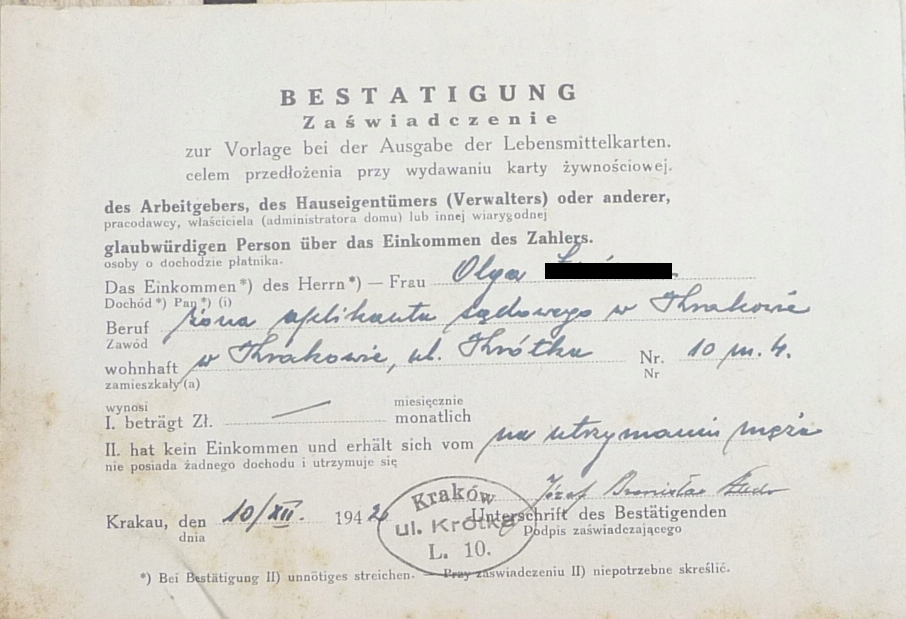 BESTATIGUNG
Zaświadczenie
zur Vorlage bei der Ausgabe der Lebensmittelkarten.
celem przedłożenia przy wydawaniu karty żywnościowej.
des Arbeitgebers, des Hauseigentümers (Verwalters) oder anderer,
pracodawcy, właściciela (administratora domu) lub innej wiarygodnej
glaubwürdigen Person über das Einkommen des Zahlers.
osoby o dochodzie płatnika.
Das Einkommen*) des Herrn*) — Frau Olga
Dochód*) Pan*) (i)
Beruf żona aplikanta sądowego w Krakowie
Zawód
wohnhaft w Krakowie, ul. Krótka Nr. 10 m. 4.
zamieszkały(a) Nr
wynosi miesięcznie
I. beträgt Zł. — monatlich
II. hat kein Einkommen und erhält sich vom na utrzymaniu męża
nie posiada żadnego dochodu i utrzymuje się
Józef Bronisław
Krakau, den 10/XII. 194 Unterschrift des Bestätigenden
dnia Podpis zaświadczającego
Kraków
ul. Krótka
L. 10.
*) Bei Bestätigung II) unnötiges streichen. — Przy zaświadczeniu II) niepotrzebne skreślić.